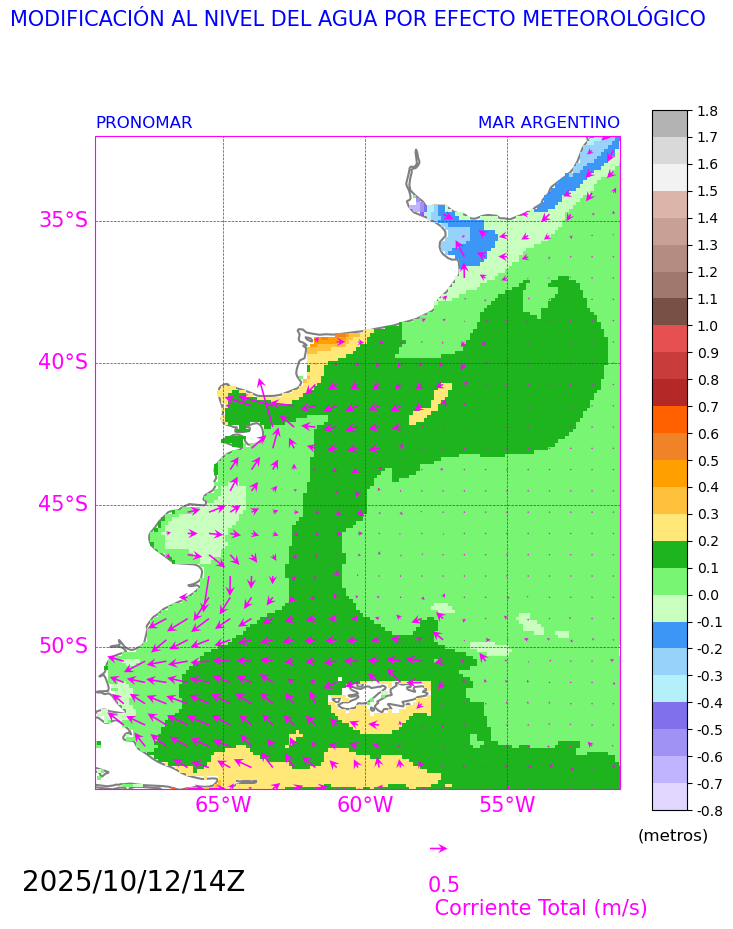 MODIFICACIÓN AL NIVEL DEL AGUA POR EFECTO METEOROLÓGICO
PRONOMAR
MAR ARGENTINO
35°S
40°S
45°S
50°S
65°W
60°W
55°W
1.8
1.7
1.6
1.5
1.4
1.3
1.2
1.1
1.0
0.9
0.8
0.7
0.6
0.5
0.4
0.3
0.2
0.1
0.0
-0.1
-0.2
-0.3
-0.4
-0.5
-0.6
-0.7
-0.8
(metros)
2025/10/12/14Z
0.5
Corriente Total (m/s)